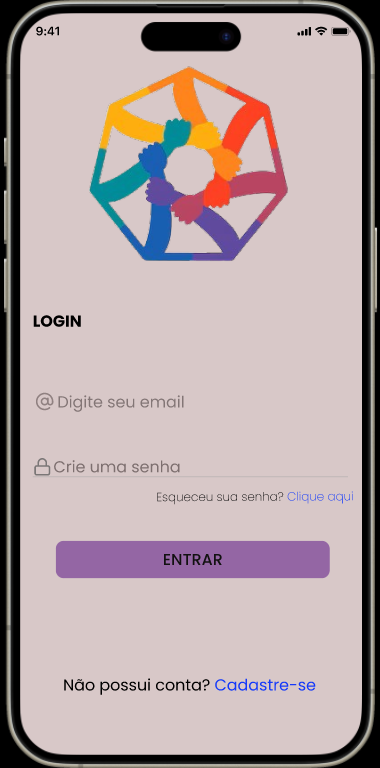 9:41
LOGIN
Digite seu email
Crie uma senha
Esqueceu sua senha? Clique aqui
ENTRAR
Não possui conta? Cadastre-se